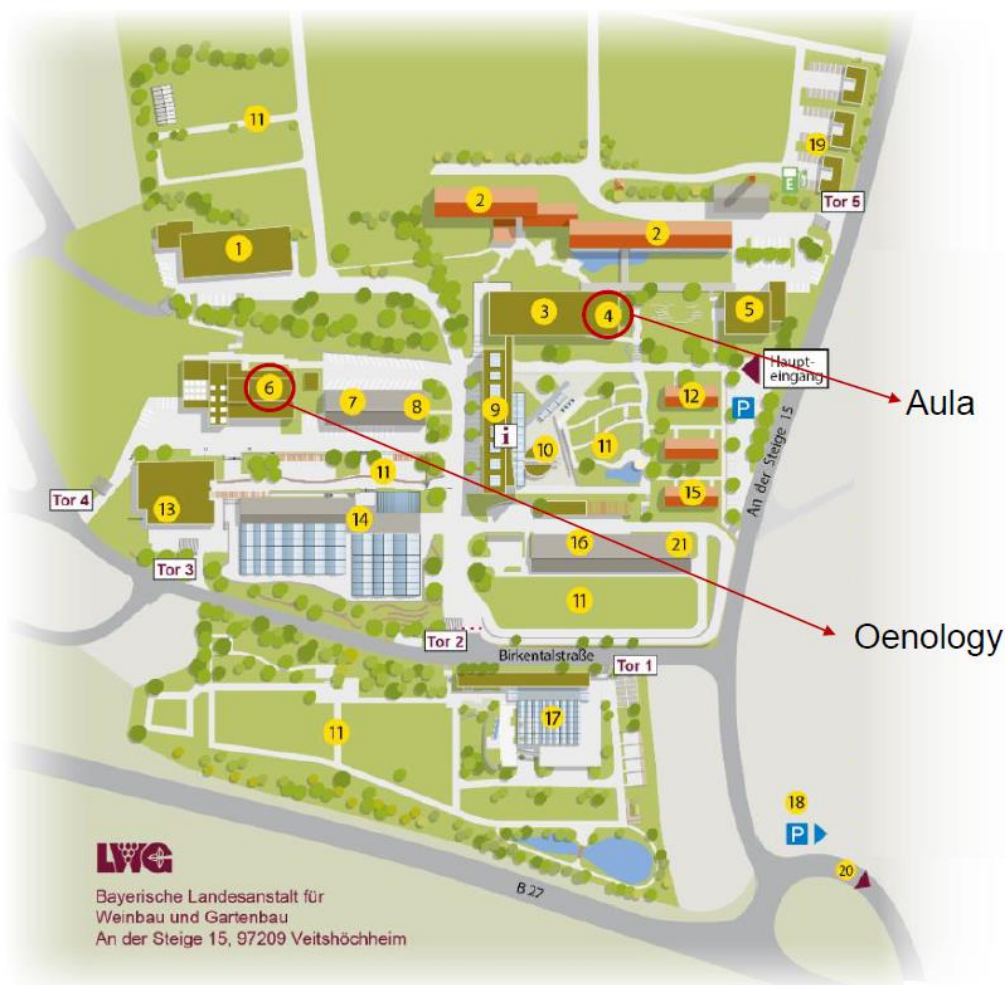 11
19
E
Tor 5
2
2
1
3
4
5
Haupt-
eingang
Aula
6
7
8
9
i
10
11
12
P
An der Steige 15
11
15
Tor 4
13
14
16
21
Tor 3
11
Tor 2
Birkentalstraße
Tor 1
Oenology
17
11
18
P
20
B 27
LWG
Bayerische Landesanstalt für
Weinbau und Gartenbau
An der Steige 15, 97209 Veitshöchheim